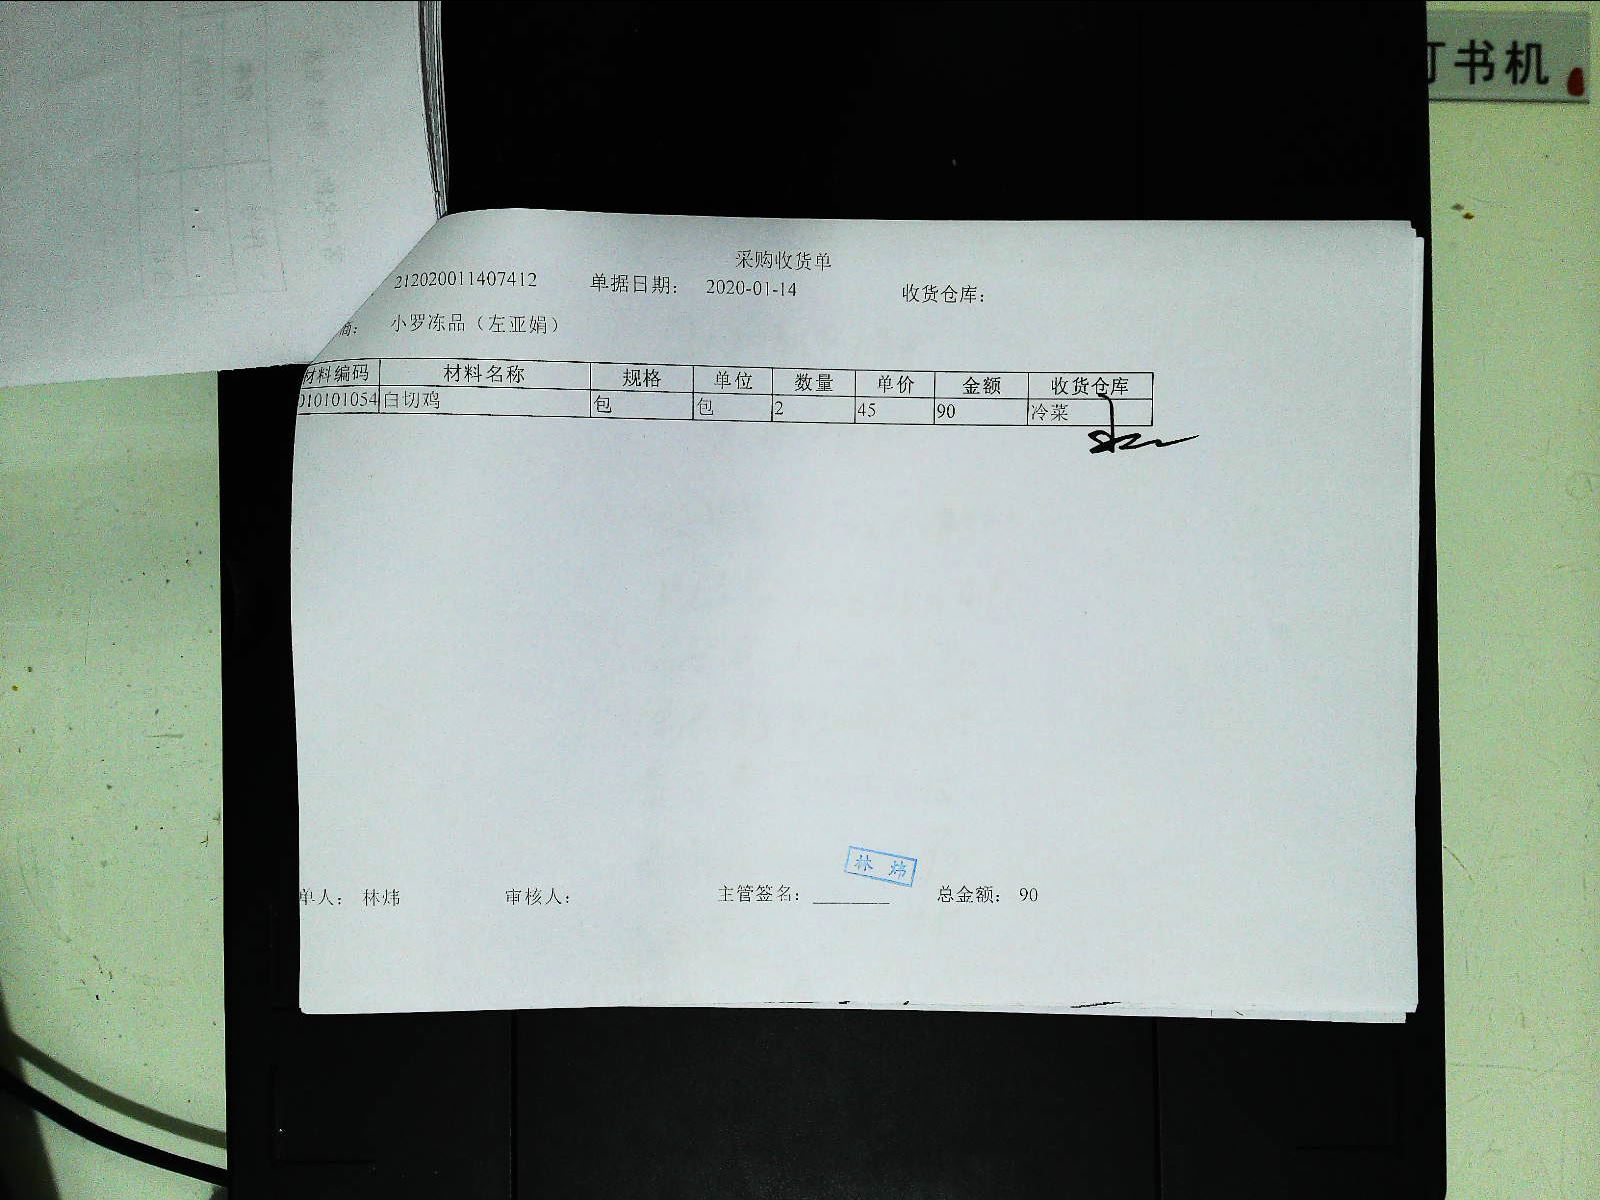 书机
采购收货单
212020011407412 单据日期： 2020-01-14 收货仓库：
商： 小罗冻品（左亚娟）
材料编码 材料名称 规格 单位 数量 单价 金额 收货仓库
010101054 白切鸡 包 包 2 45 90 冷菜
林炜
单人： 林炜 审核人： 主管签名： 总金额： 90